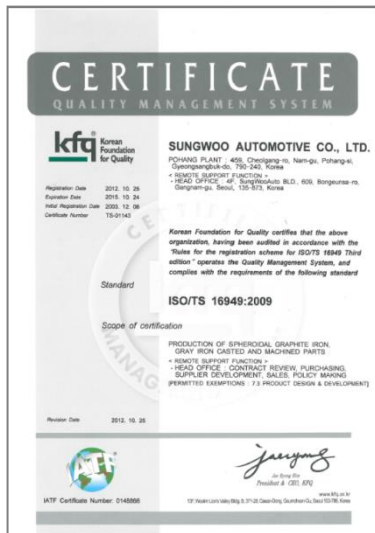 CERTIFICATE
QUALITY MANAGEMENT SYSTEM
kfq Korean Foundation for Quality
SUNGWOO AUTOMOTIVE CO., LTD.
POHANG PLANT : 459, Cheolgang-ro, Nam-gu, Pohang-si,
Gyeongsangbuk-do, 790-240, Korea
< REMOTE SUPPORT FUNCTION >
- HEAD OFFICE : 4F, SungWooAuto BLD., 609, Bongeunsa-ro,
Gangnam-gu, Seoul, 135-873, Korea
Registration Date 2012. 10. 25
Expiration Date 2015. 10. 24
Initial Registration Date 2003. 12. 06
Certificate Number TS-01143
Korean Foundation for Quality certifies that the above
organization, having been audited in accordance with the
"Rules for the registration scheme for ISO/TS 16949 Third
edition" operates the Quality Management System, and
complies with the requirements of the following standard
Standard
ISO/TS 16949:2009
Scope of certification
PRODUCTION OF SPHEROIDAL GRAPHITE IRON,
GRAY IRON CASTED AND MACHINED PARTS
< REMOTE SUPPORT FUNCTION >
- HEAD OFFICE : CONTRACT REVIEW, PURCHASING,
SUPPLIER DEVELOPMENT, SALES, POLICY MAKING
(PERMITTED EXEMPTIONS : 7.3 PRODUCT DESIGN & DEVELOPMENT)
Revision Date 2012. 10. 25
IATF
IATF Certificate Number: 0148866
President & CEO, KFQ
www.kfq.or.kr